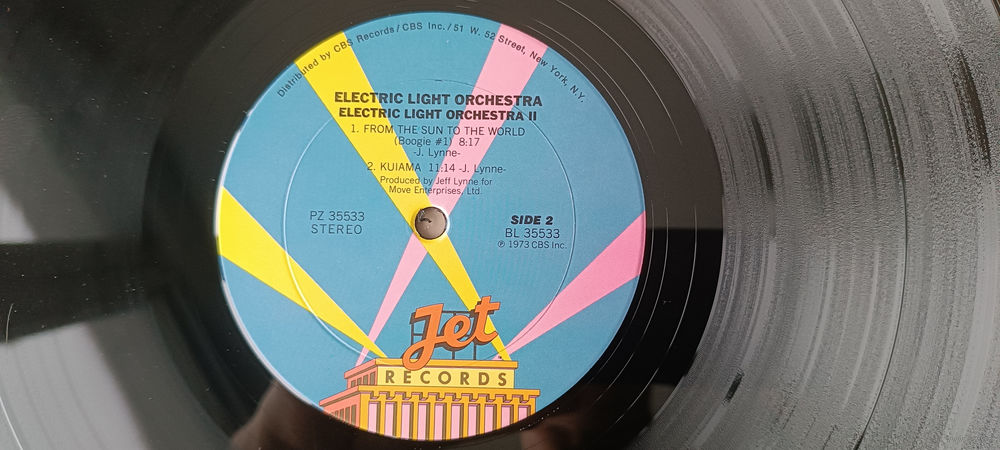 Distributed by CBS Records/CBS Inc./51 W. 52 Street, New York, N.Y.
ELECTRIC LIGHT ORCHESTRA
ELECTRIC LIGHT ORCHESTRA II
1. FROM THE SUN TO THE WORLD
(Boogie #1) 8:17
-J. Lynne-
2. KUIAMA 11:14 -J. Lynne-
Produced by Jeff Lynne for
Move Enterprises, Ltd.
PZ 35533
STEREO
SIDE 2
BL 35533
℗ 1973 CBS Inc.
Jet
RECORDS